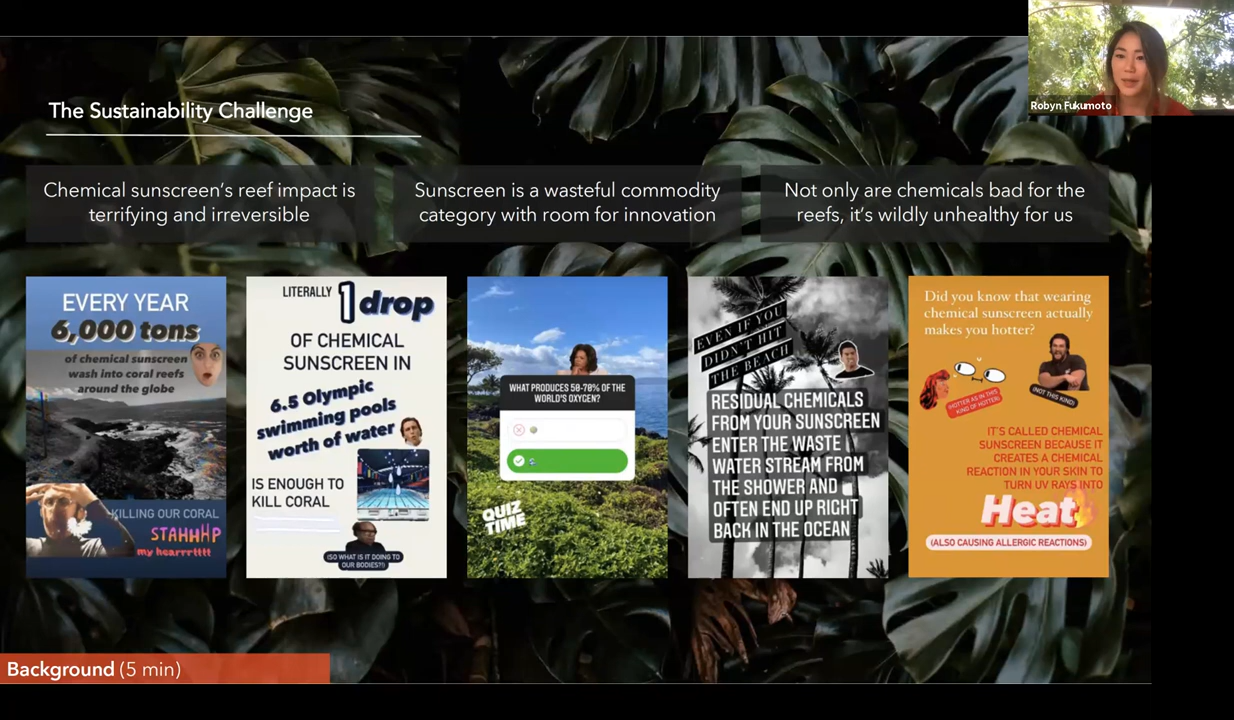 Robyn Fukumoto
The Sustainability Challenge
Chemical sunscreen's reef impact is
terrifying and irreversible
Sunscreen is a wasteful commodity
category with room for innovation
Not only are chemicals bad for the
reefs, it's wildly unhealthy for us
EVERY YEAR
6,000 tons
of chemical sunscreen
wash into coral reefs
around the globe
KILLING OUR CORAL
STAHHHP
my hearrrtttt
LITERALLY
1 drop
OF CHEMICAL
SUNSCREEN IN
6.5 Olympic
swimming pools
worth of water
IS ENOUGH TO
KILL CORAL
(SO WHAT IS IT DOING TO
OUR BODIES?!)
WHAT PRODUCES 50-70% OF THE
WORLD'S OXYGEN?
QUIZ
TIME
EVEN IF YOU
DIDN'T HIT
THE BEACH
RESIDUAL CHEMICALS
FROM YOUR SUNSCREEN
ENTER THE WASTE
WATER STREAM FROM
THE SHOWER AND
OFTEN END UP RIGHT
BACK IN THE OCEAN
Did you know that wearing
chemical sunscreen actually
makes you hotter?
(HOTTER AS IN THIS
KIND OF HOTTER)
(NOT THIS KIND)
IT'S CALLED CHEMICAL
SUNSCREEN BECAUSE IT
CREATES A CHEMICAL
REACTION IN YOUR SKIN TO
TURN UV RAYS INTO
Heat
(ALSO CAUSING ALLERGIC REACTIONS)
Background (5 min)